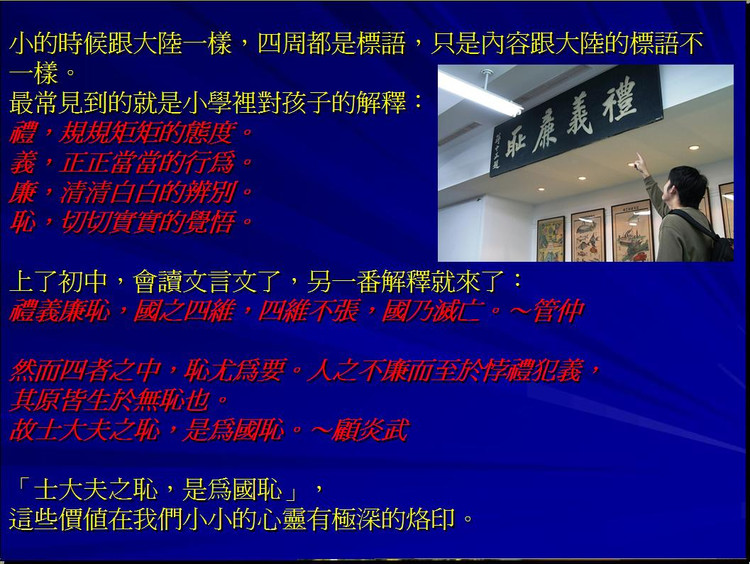 小的時候跟大陸一樣，四周都是標語，只是內容跟大陸的標語不
一樣。
最常見到的就是小學裡對孩子的解釋：
禮，規規矩矩的態度。
義，正正當當的行為。
廉，清清白白的辨別。
恥，切切實實的覺悟。
禮義廉恥
上了初中，會讀文言文了，另一番解釋就來了：
禮義廉恥，國之四維，四維不張，國乃滅亡。～管仲
然而四者之中，恥尤為要。人之不廉而至於悖禮犯義，
其原皆生於無恥也。
故士大夫之恥，是為國恥。～顧炎武
「士大夫之恥，是為國恥」，
這些價值在我們小小的心靈有極深的烙印。